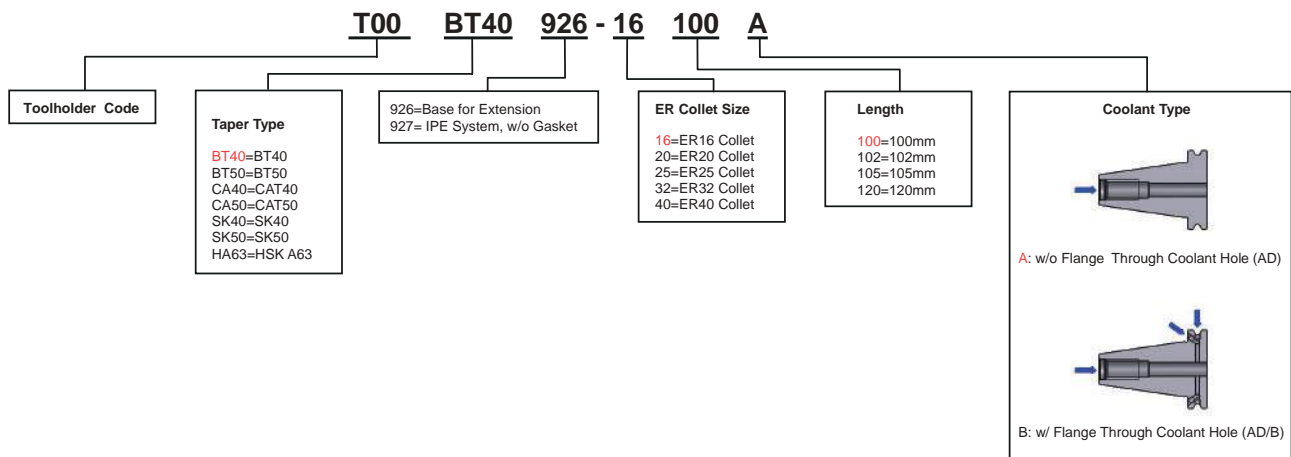 T00 BT40 926 - 16 100 A
Toolholder Code
Taper Type
BT40=BT40
BT50=BT50
CA40=CAT40
CA50=CAT50
SK40=SK40
SK50=SK50
HA63=HSK A63
926=Base for Extension
927= IPE System, w/o Gasket
ER Collet Size
16=ER16 Collet
20=ER20 Collet
25=ER25 Collet
32=ER32 Collet
40=ER40 Collet
Length
100=100mm
102=102mm
105=105mm
120=120mm
Coolant Type
A: w/o Flange Through Coolant Hole (AD)
B: w/ Flange Through Coolant Hole (AD/B)